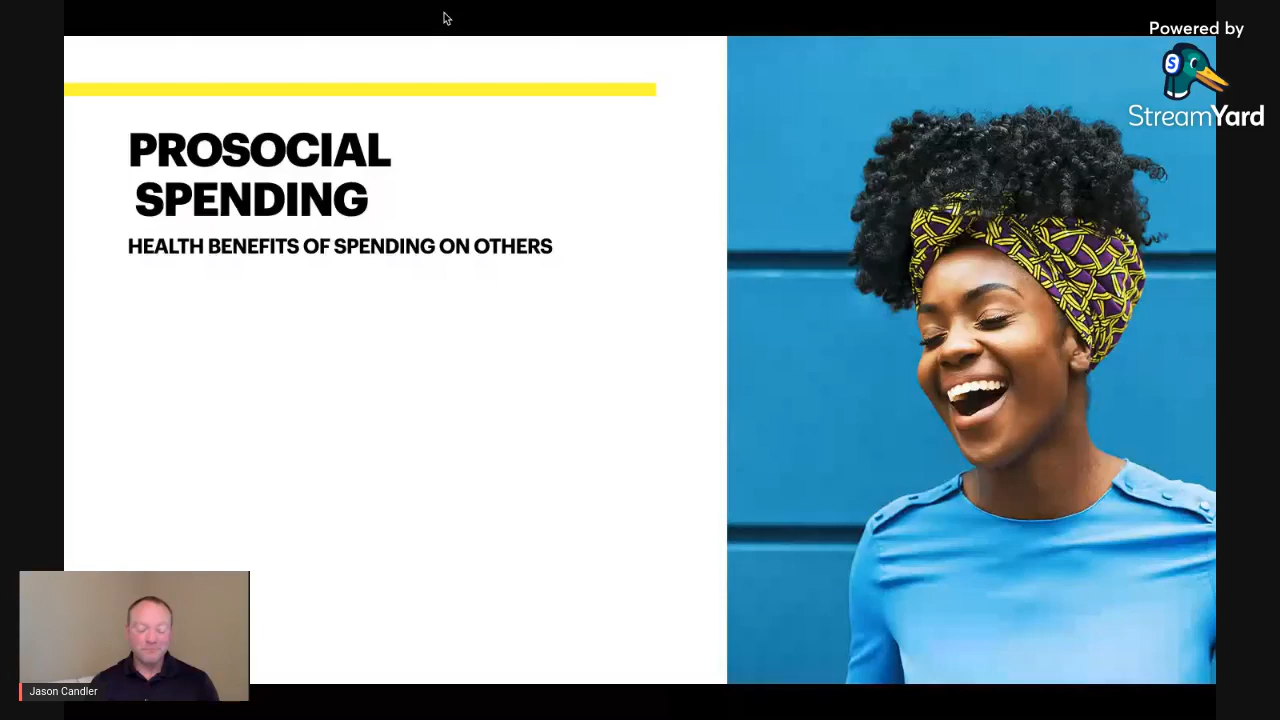 Powered by
S
StreamYard
PROSOCIAL
SPENDING
HEALTH BENEFITS OF SPENDING ON OTHERS
Jason Candler